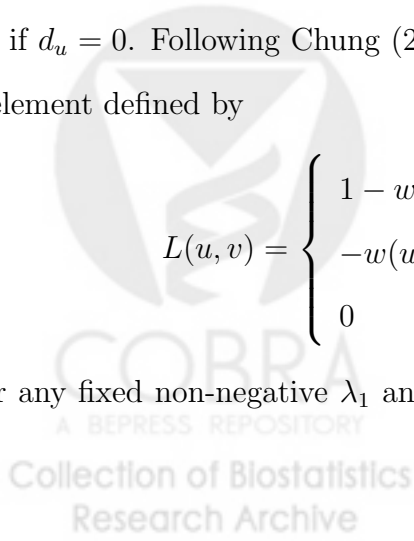 if d_u = 0. Following Chung (2
element defined by
1 − w
L(u, v) = { −w(u
0
r any fixed non-negative λ_1 an
COBRA
A BEPRESS REPOSITORY
Collection of Biostatistics
Research Archive